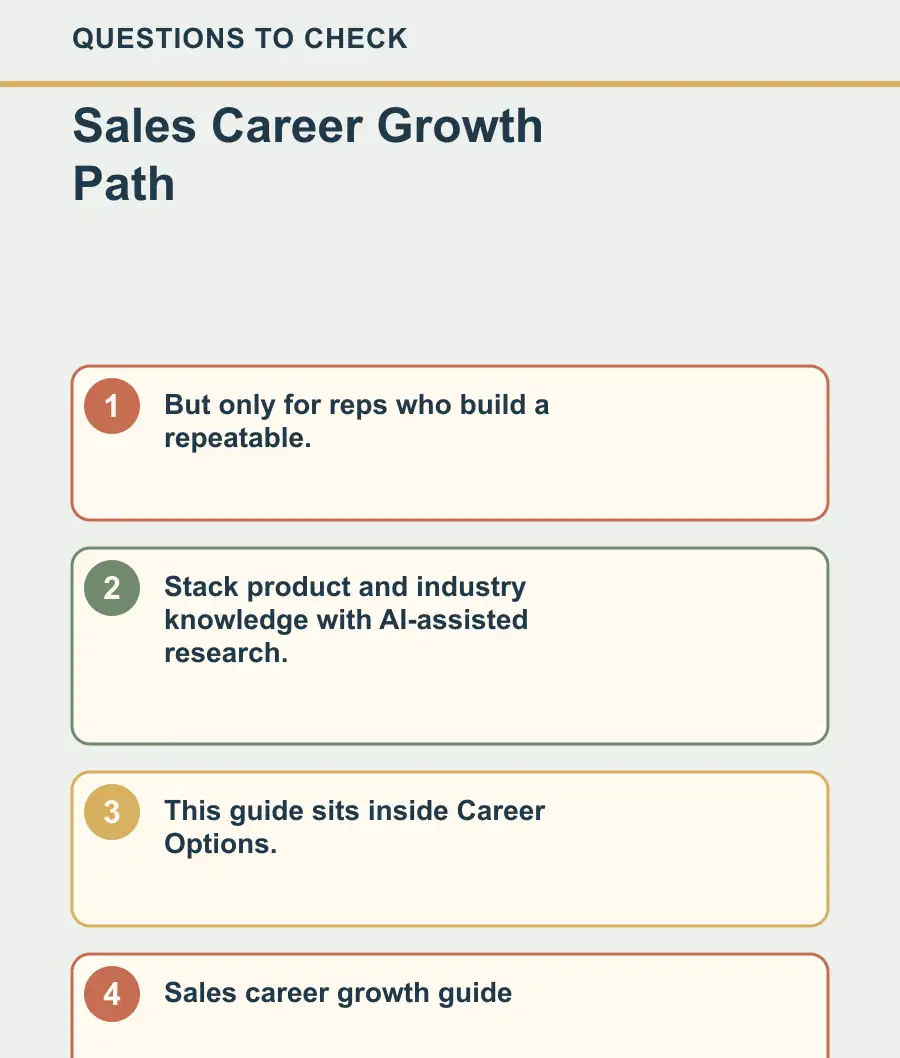 QUESTIONS TO CHECK
Sales Career Growth
Path
1
But only for reps who build a
repeatable.
2
Stack product and industry
knowledge with AI-assisted
research.
3
This guide sits inside Career
Options.
4
Sales career growth guide